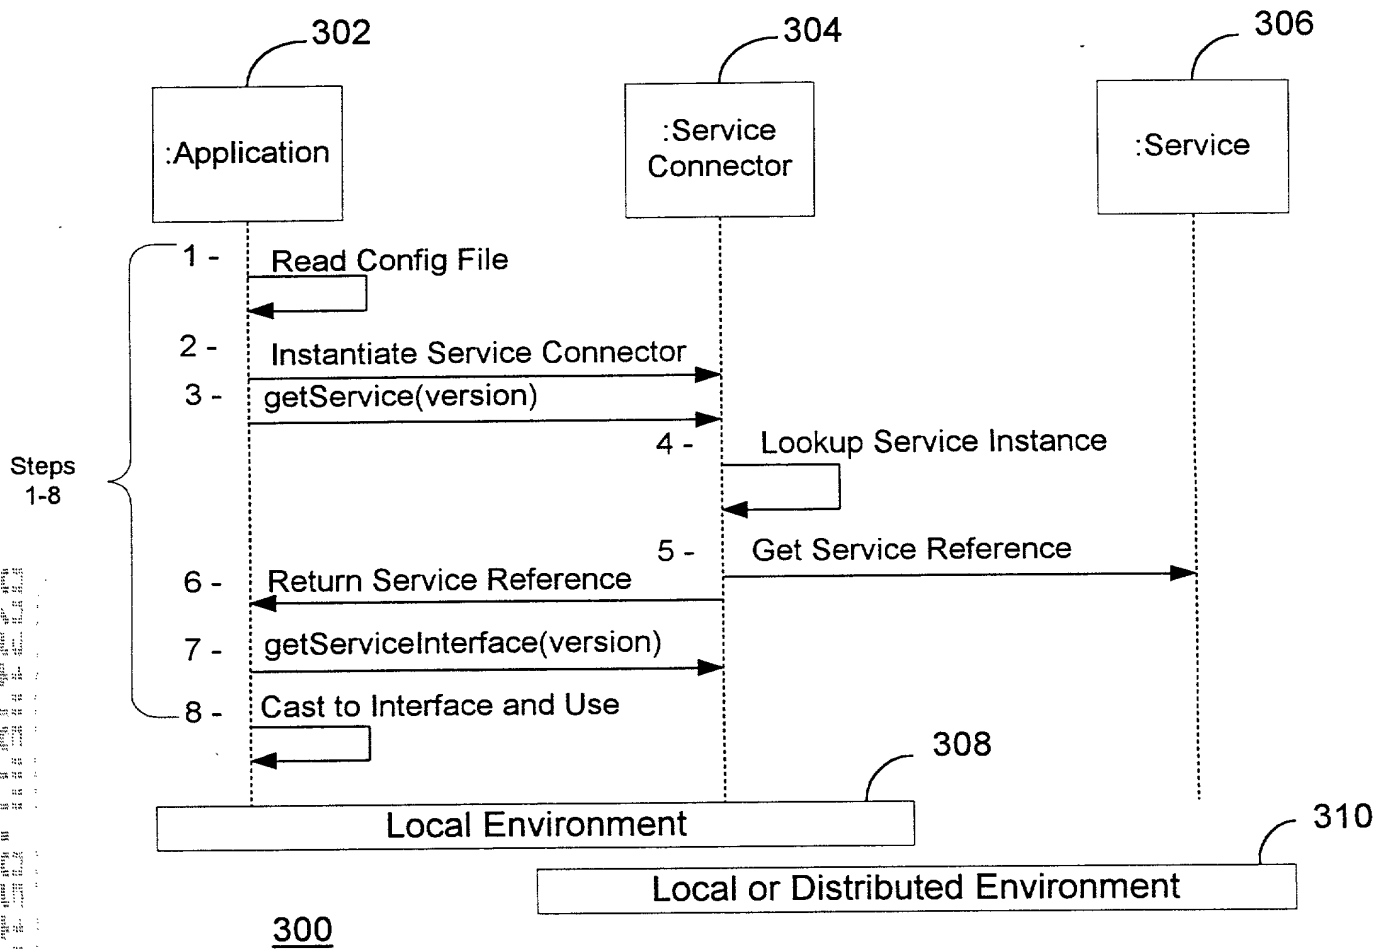 302
304
306
:Application
:Service
Connector
:Service
1 -
Read Config File
2 -
Instantiate Service Connector
3 -
getService(version)
4 -
Lookup Service Instance
Steps
1-8
5 -
Get Service Reference
6 -
Return Service Reference
7 -
getServiceInterface(version)
8 -
Cast to Interface and Use
308
Local Environment
310
Local or Distributed Environment
300